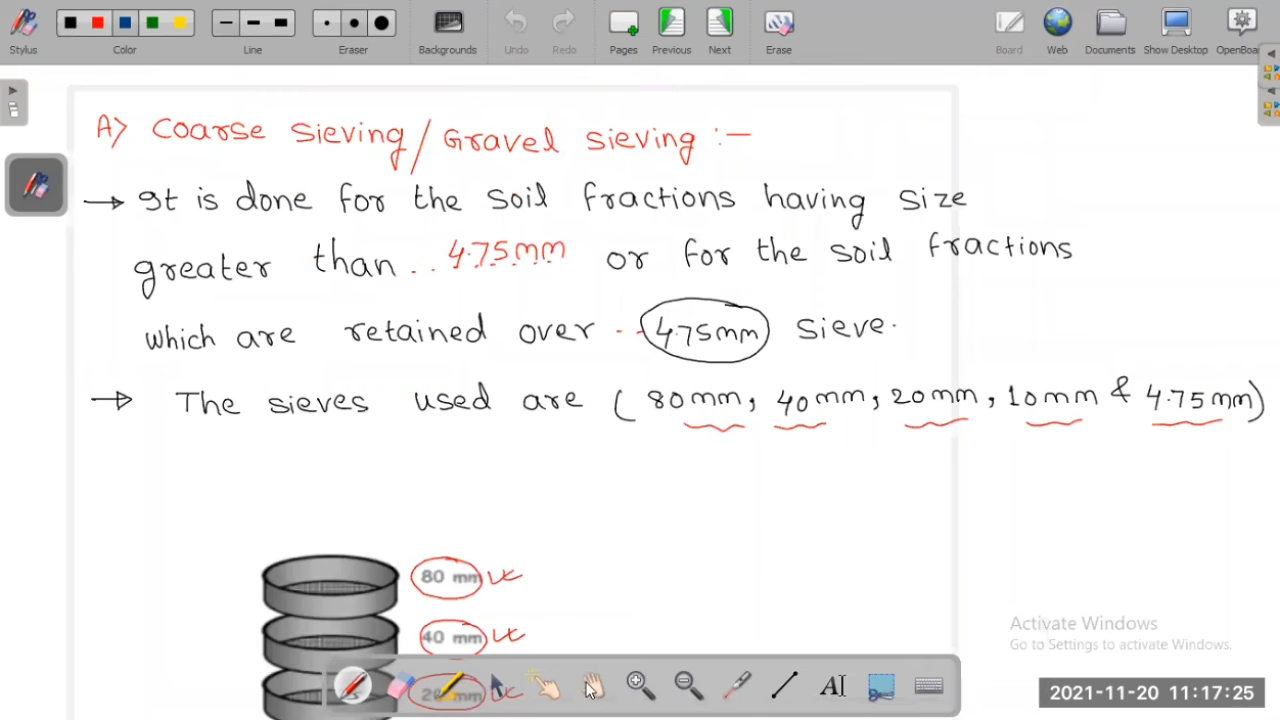 Stylus Color Line Eraser Backgrounds Undo Redo Pages Previous Next Erase Board Web Documents Show Desktop
A) Coarse sieving/Gravel sieving :-
→ It is done for the soil fractions having size
greater than .. 4.75mm or for the soil fractions
which are retained over .. 4.75mm sieve.
→ The sieves used are ( 80mm, 40mm, 20mm, 10mm & 4.75mm)
80 mm
40 mm
Activate Windows
Go to Settings to activate Windows.
2021-11-20 11:17:25